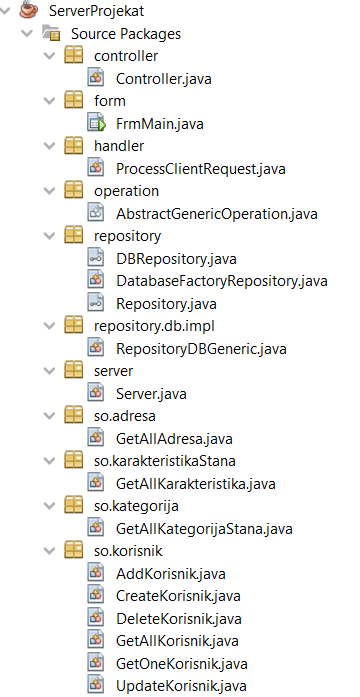 ServerProjekat
Source Packages
controller
Controller.java
form
FrmMain.java
handler
ProcessClientRequest.java
operation
AbstractGenericOperation.java
repository
DBRepository.java
DatabaseFactoryRepository.java
Repository.java
repository.db.impl
RepositoryDBGeneric.java
server
Server.java
so.adresa
GetAllAdresa.java
so.karakteristikaStana
GetAllKarakteristika.java
so.kategorija
GetAllKategorijaStana.java
so.korisnik
AddKorisnik.java
CreateKorisnik.java
DeleteKorisnik.java
GetAllKorisnik.java
GetOneKorisnik.java
UpdateKorisnik.java